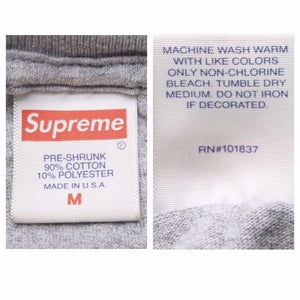 Supreme
®
PRE-SHRUNK
90% COTTON
10% POLYESTER
MADE IN U.S.A.
M
MACHINE WASH WARM
WITH LIKE COLORS
ONLY NON-CHLORINE
BLEACH. TUMBLE DRY
MEDIUM. DO NOT IRON
IF DECORATED.
RN#101837